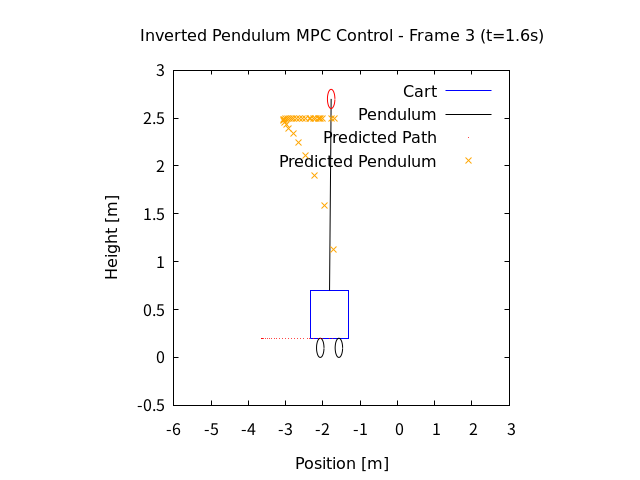 Inverted Pendulum MPC Control - Frame 3 (t=1.6s)
3
2.5
2
1.5
1
0.5
0
-0.5
Height [m]
Cart
Pendulum
Predicted Path
Predicted Pendulum
-6 -5 -4 -3 -2 -1 0 1 2 3
Position [m]